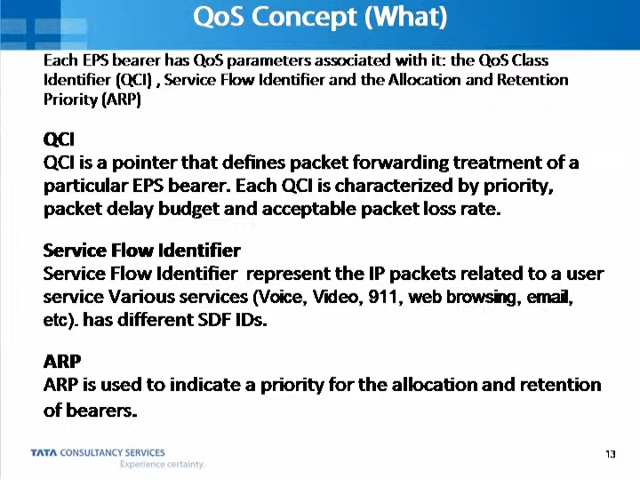 QoS Concept (What)
Each EPS bearer has QoS parameters associated with it: the QoS Class
Identifier (QCI) , Service Flow Identifier and the Allocation and Retention
Priority (ARP)
QCI
QCI is a pointer that defines packet forwarding treatment of a
particular EPS bearer. Each QCI is characterized by priority,
packet delay budget and acceptable packet loss rate.
Service Flow Identifier
Service Flow Identifier represent the IP packets related to a user
service Various services (Voice, Video, 911, web browsing, email,
etc). has different SDF IDs.
ARP
ARP is used to indicate a priority for the allocation and retention
of bearers.
TATA CONSULTANCY SERVICES
Experience certainty.
13